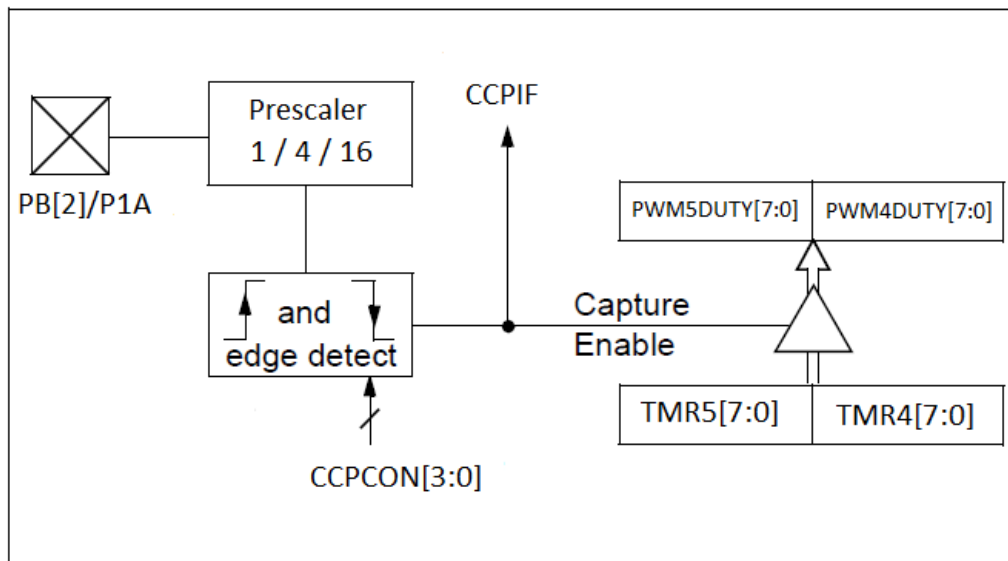 PB[2]/P1A
Prescaler
1 / 4 / 16
CCPIF
and
edge detect
CCPCON[3:0]
Capture
Enable
PWM5DUTY[7:0]
PWM4DUTY[7:0]
TMR5[7:0]
TMR4[7:0]